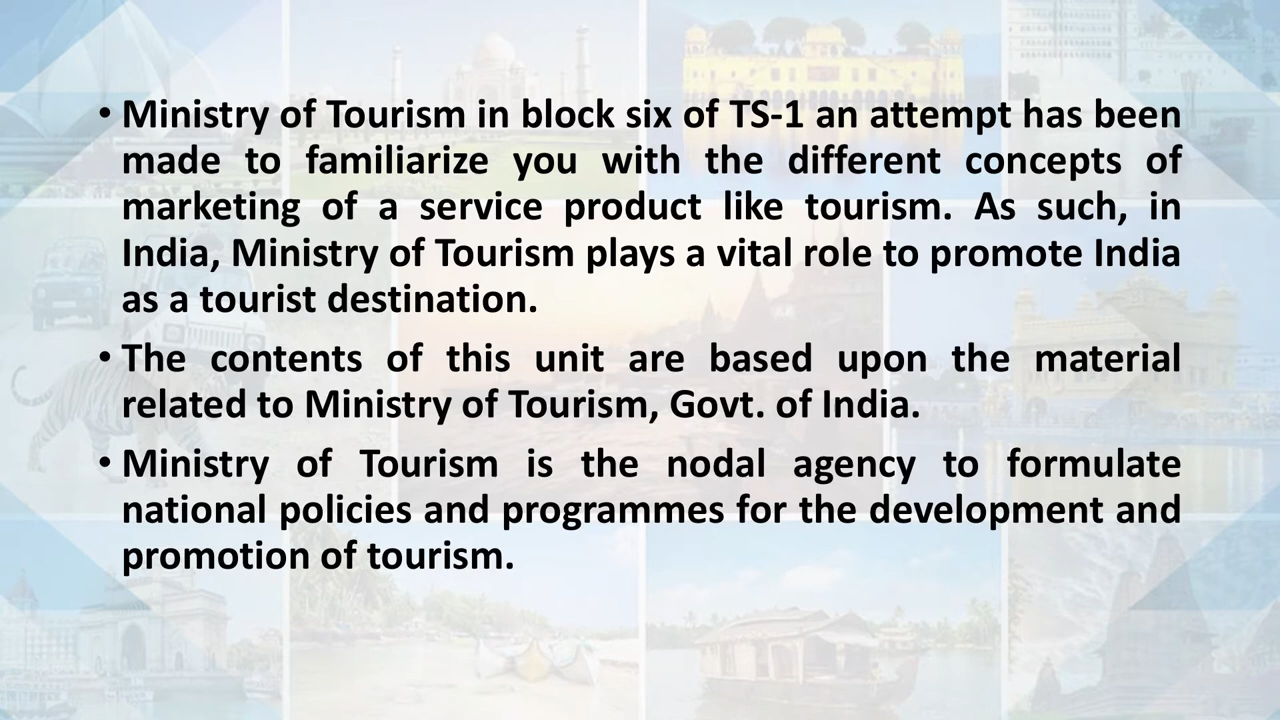 • Ministry of Tourism in block six of TS-1 an attempt has been
made to familiarize you with the different concepts of
marketing of a service product like tourism. As such, in
India, Ministry of Tourism plays a vital role to promote India
as a tourist destination.
• The contents of this unit are based upon the material
related to Ministry of Tourism, Govt. of India.
• Ministry of Tourism is the nodal agency to formulate
national policies and programmes for the development and
promotion of tourism.